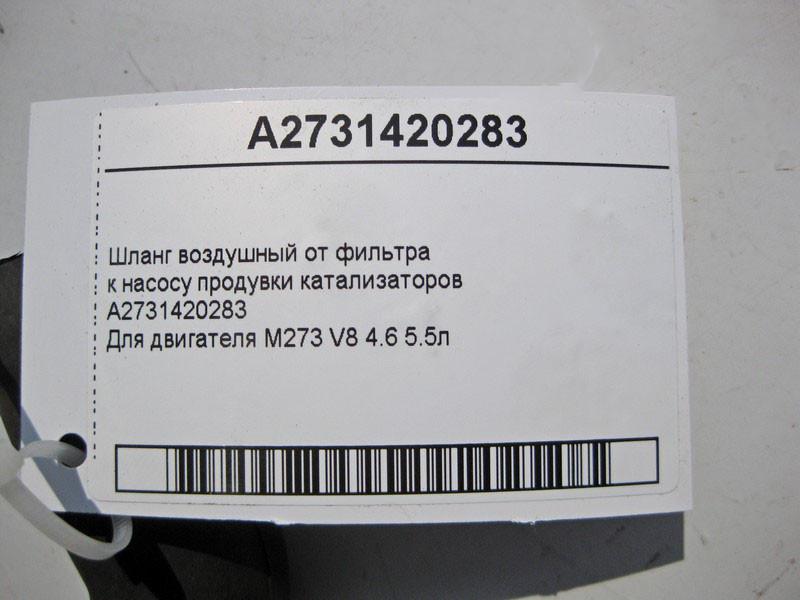 A2731420283
Шланг воздушный от фильтра
к насосу продувки катализаторов
A2731420283
Для двигателя M273 V8 4.6 5.5л